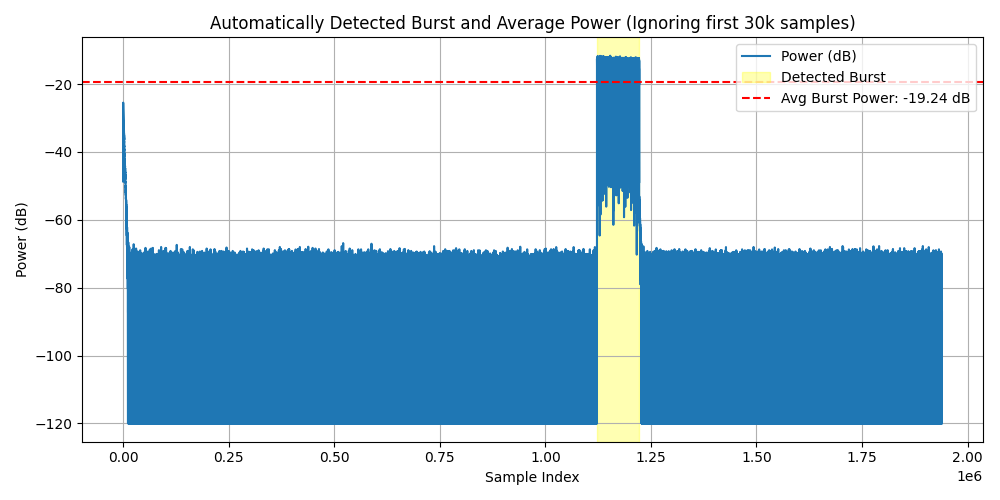 Automatically Detected Burst and Average Power (Ignoring first 30k samples)
Power (dB)
Detected Burst
Avg Burst Power: -19.24 dB
Power (dB)
−20
−40
−60
−80
−100
−120
0.00 0.25 0.50 0.75 1.00 1.25 1.50 1.75 2.00
1e6
Sample Index